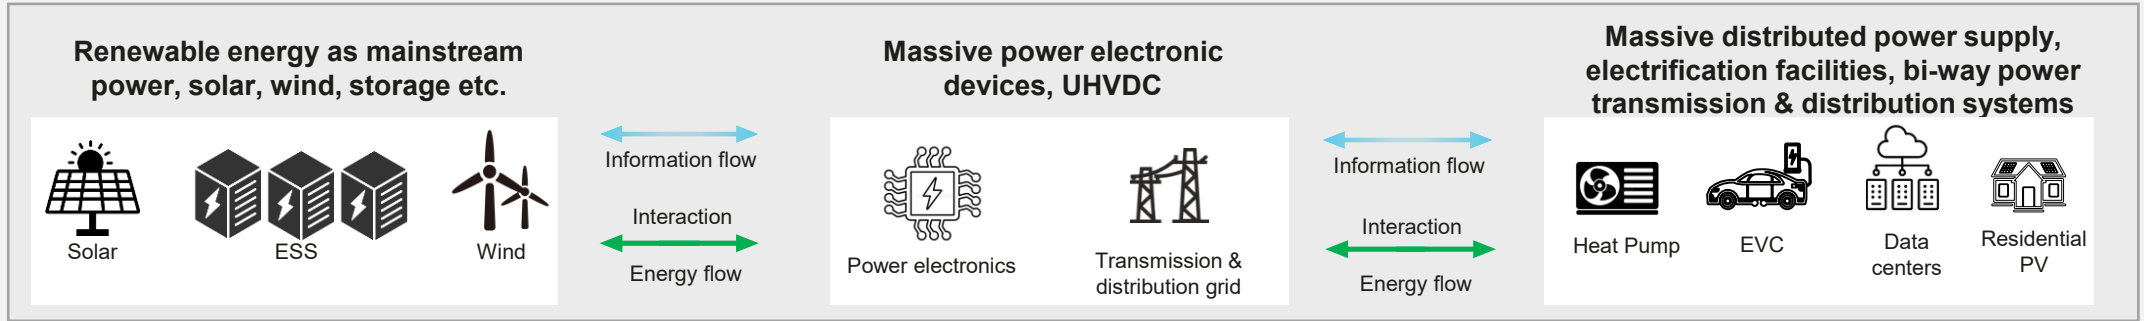 Renewable energy as mainstream
power, solar, wind, storage etc.
Solar
ESS
Wind
Information flow
Interaction
Energy flow
Massive power electronic
devices, UHVDC
Power electronics
Transmission &
distribution grid
Information flow
Interaction
Energy flow
Massive distributed power supply,
electrification facilities, bi-way power
transmission & distribution systems
Heat Pump
EVC
Data
centers
Residential
PV